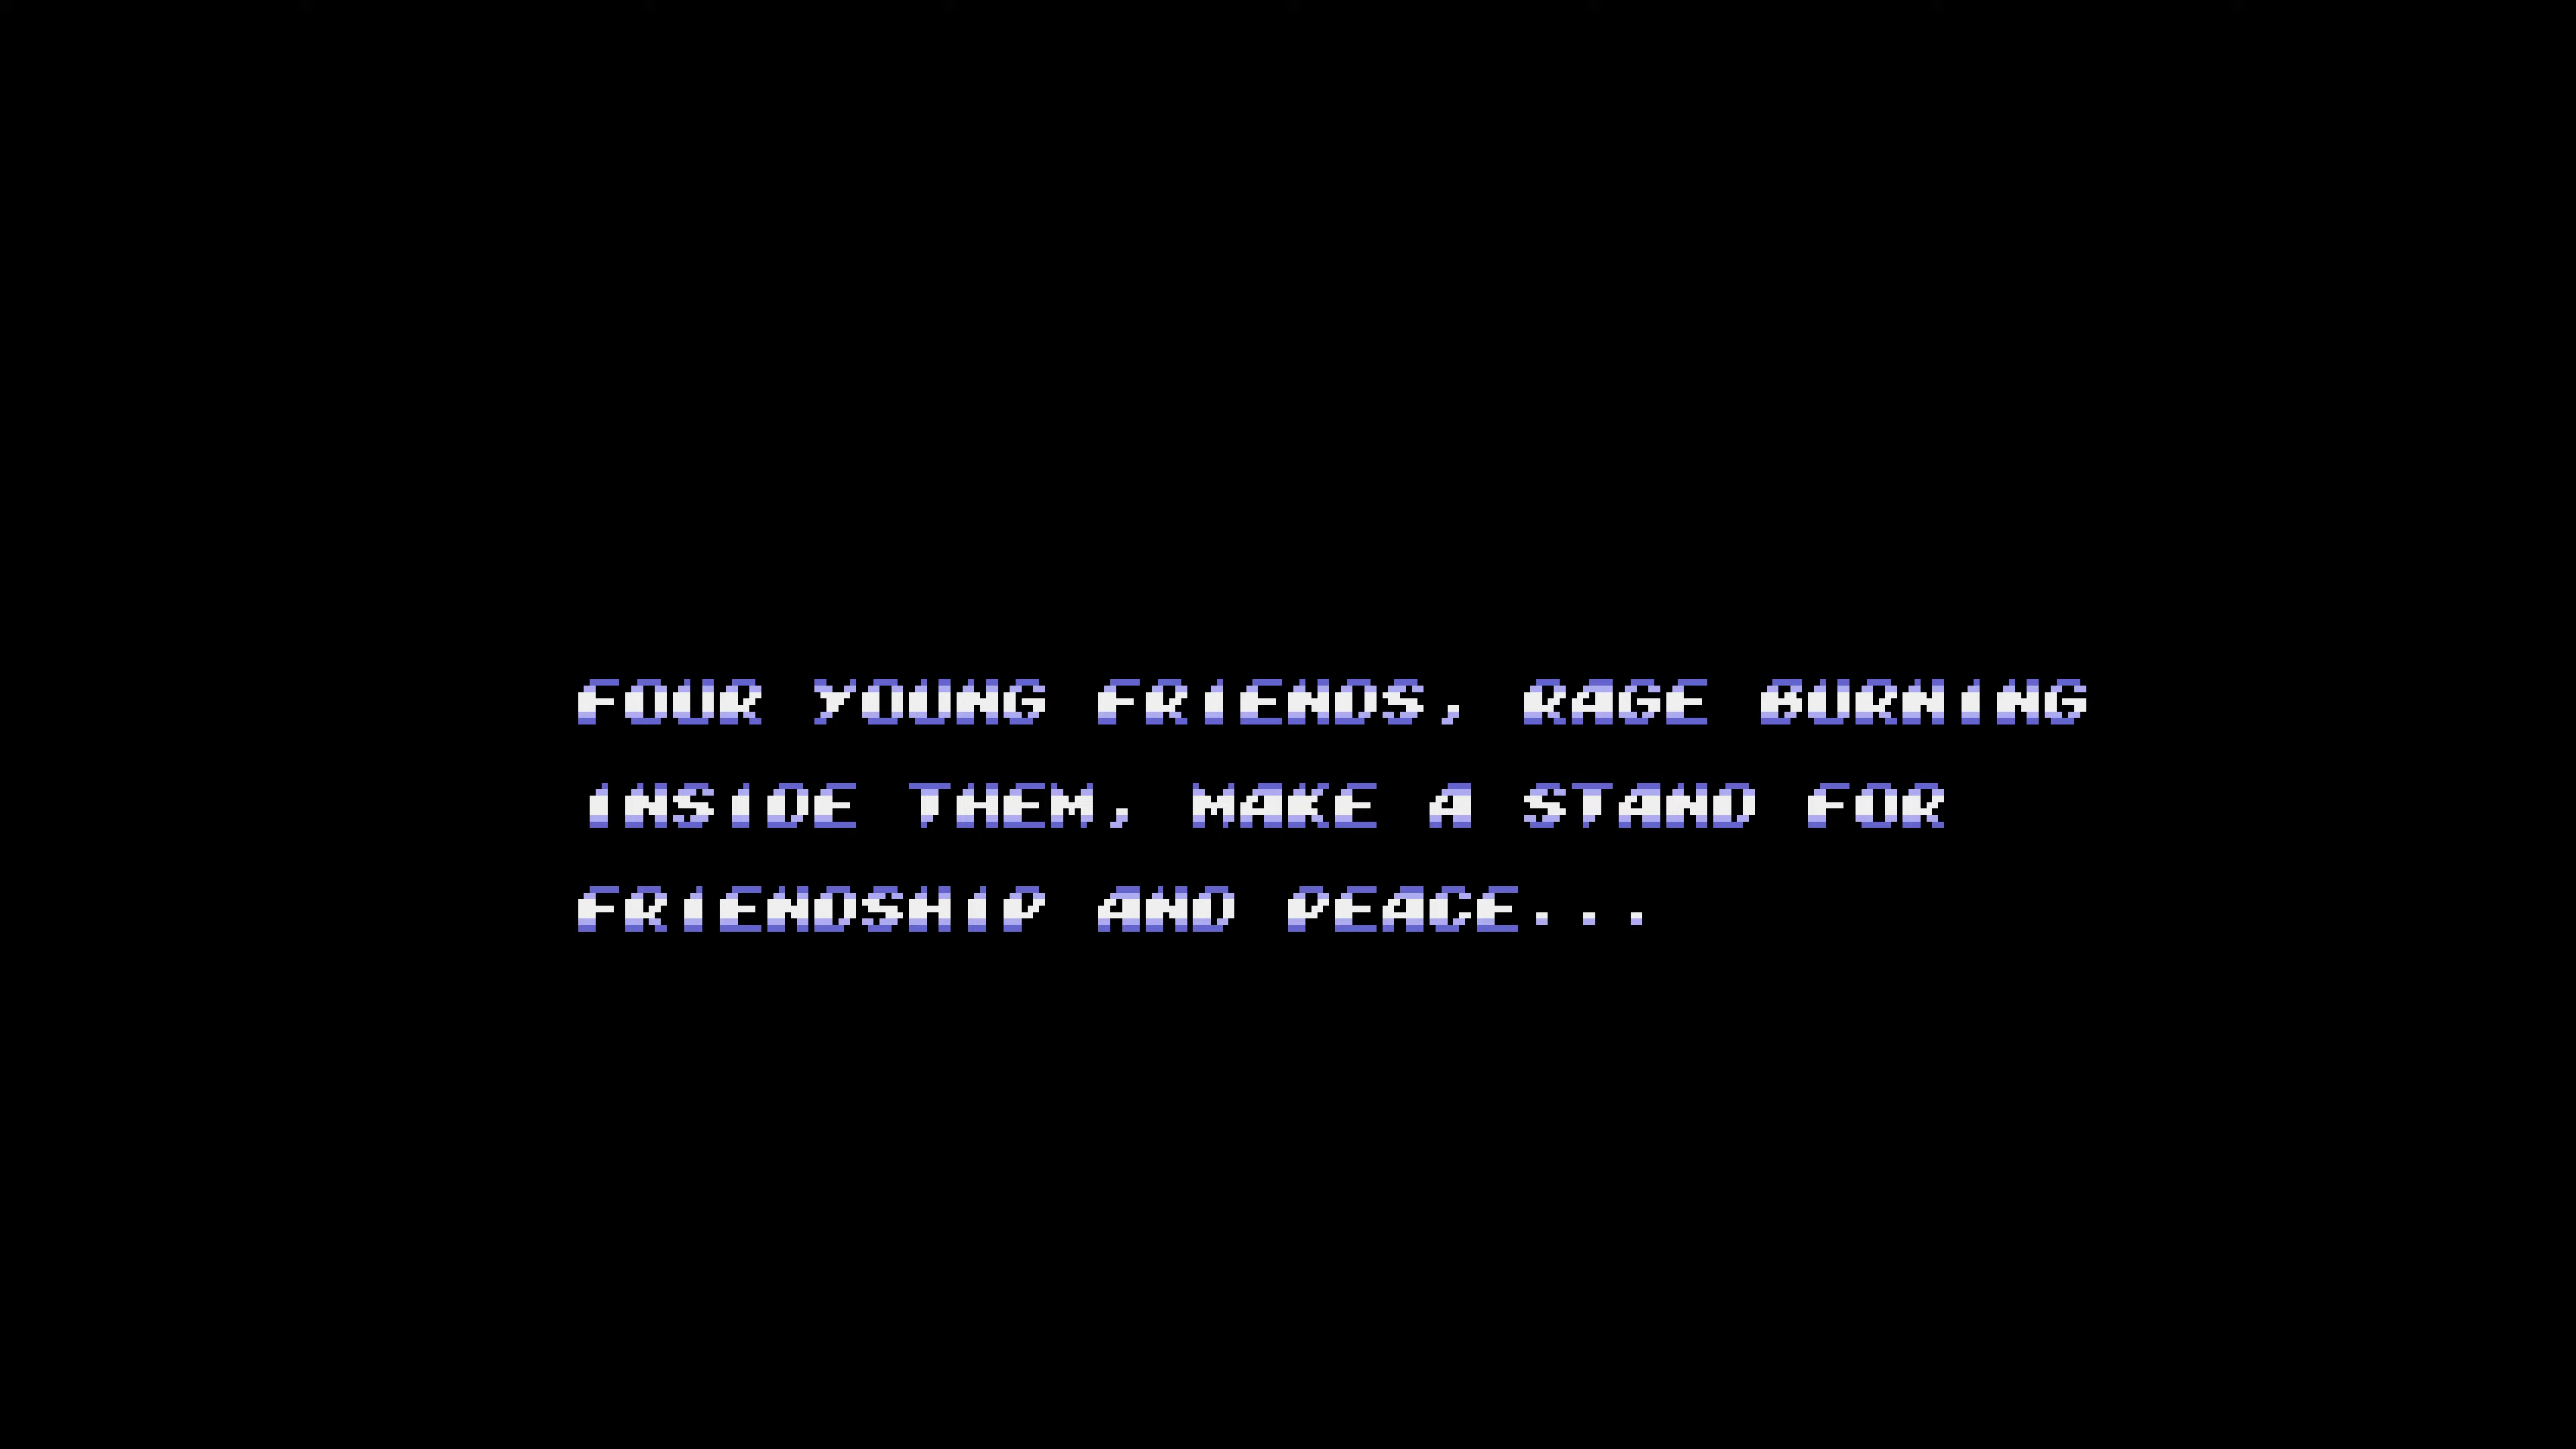 FOUR YOUNG FRIENDS, RAGE BURNING
INSIDE THEM, MAKE A STAND FOR
FRIENDSHIP AND PEACE...